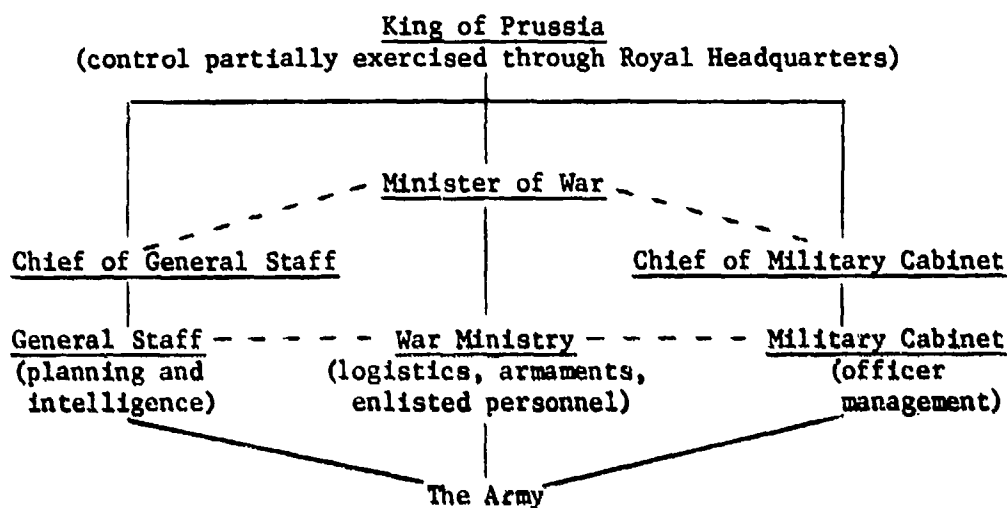 King of Prussia
(control partially exercised through Royal Headquarters)
Minister of War
Chief of General Staff
Chief of Military Cabinet
General Staff
War Ministry
Military Cabinet
(planning and
intelligence)
(logistics, armaments,
enlisted personnel)
(officer
management)
The Army